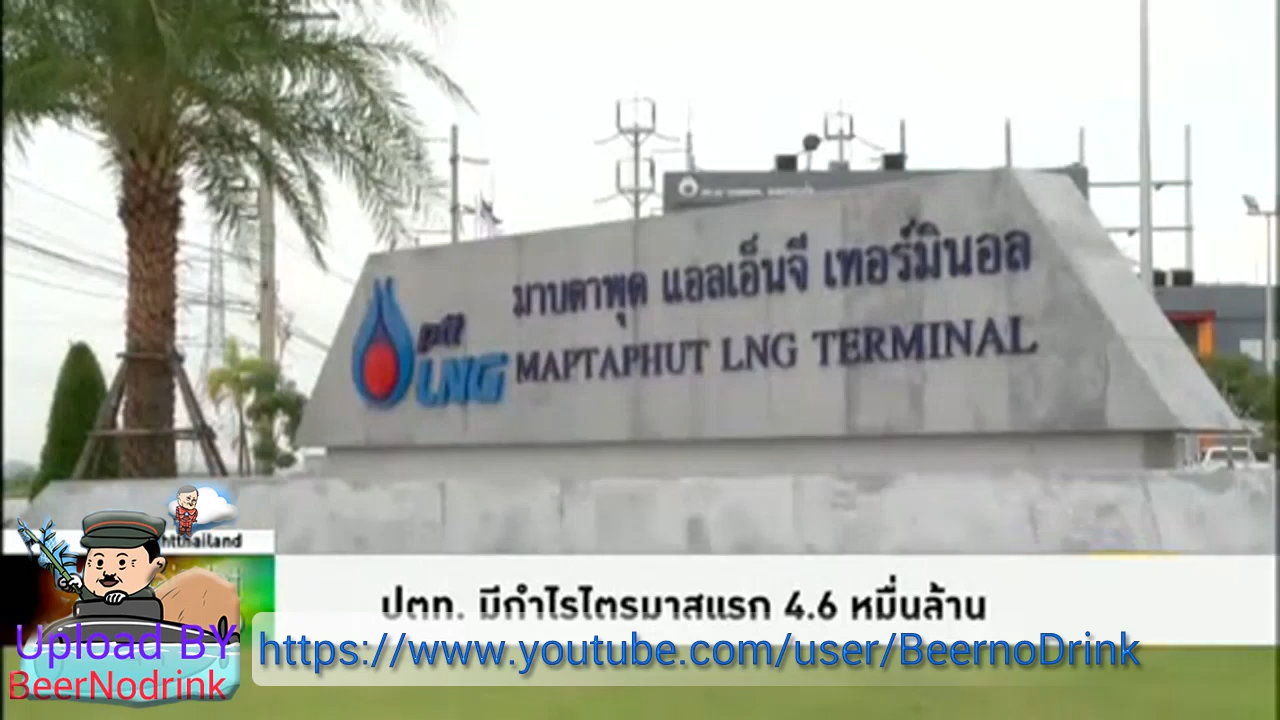 มาบตาพุด แอลเอ็นจี เทอร์มินอล
ptt
LNG
MAPTAPHUT LNG TERMINAL
htthailand
ปตท. มีกำไรไตรมาสแรก 4.6 หมื่นล้าน
Upload BY
https://www.youtube.com/user/BeernoDrink
BeerNodrink